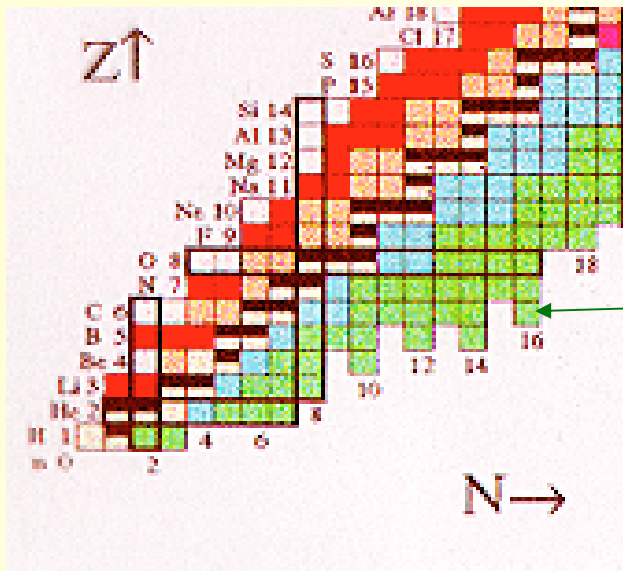 Z↑
Ar 18
Cl 17
S 16
P 15
Si 14
Al 13
Mg 12
Na 11
Ne 10
F 9
O 8
N 7
C 6
B 5
Be 4
Li 3
He 2
H 1
n 0
2
4
6
8
10
12
14
16
18
N→